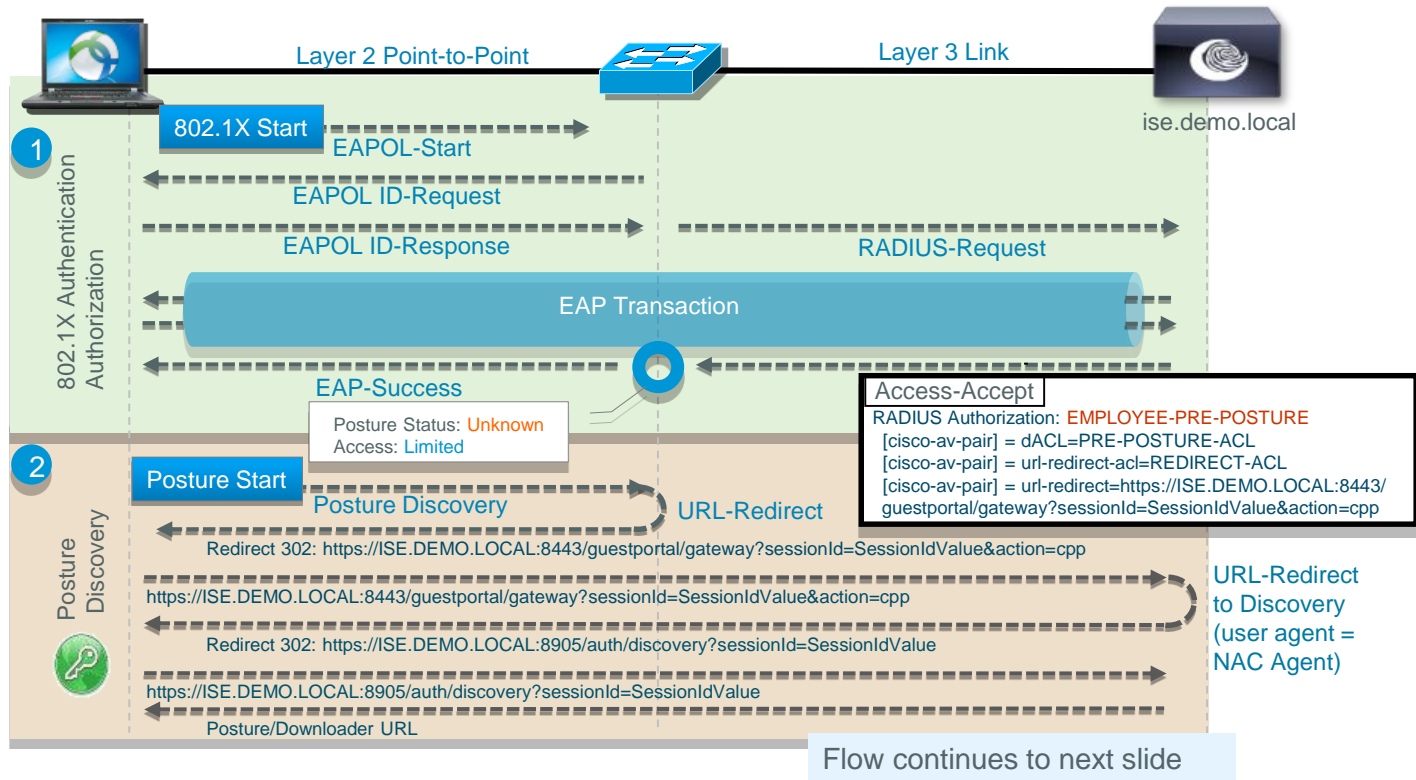 Layer 2 Point-to-Point
Layer 3 Link
ise.demo.local
1
802.1X Authentication
Authorization
802.1X Start
EAPOL-Start
EAPOL ID-Request
EAPOL ID-Response
RADIUS-Request
EAP Transaction
EAP-Success
Posture Status: Unknown
Access: Limited
Access-Accept
RADIUS Authorization: EMPLOYEE-PRE-POSTURE
[cisco-av-pair] = dACL=PRE-POSTURE-ACL
[cisco-av-pair] = url-redirect-acl=REDIRECT-ACL
[cisco-av-pair] = url-redirect=https://ISE.DEMO.LOCAL:8443/
guestportal/gateway?sessionId=SessionIdValue&action=cpp
2
Posture
Discovery
Posture Start
Posture Discovery
URL-Redirect
Redirect 302: https://ISE.DEMO.LOCAL:8443/guestportal/gateway?sessionId=SessionIdValue&action=cpp
https://ISE.DEMO.LOCAL:8443/guestportal/gateway?sessionId=SessionIdValue&action=cpp
URL-Redirect
to Discovery
(user agent =
NAC Agent)
Redirect 302: https://ISE.DEMO.LOCAL:8905/auth/discovery?sessionId=SessionIdValue
https://ISE.DEMO.LOCAL:8905/auth/discovery?sessionId=SessionIdValue
Posture/Downloader URL
Flow continues to next slide